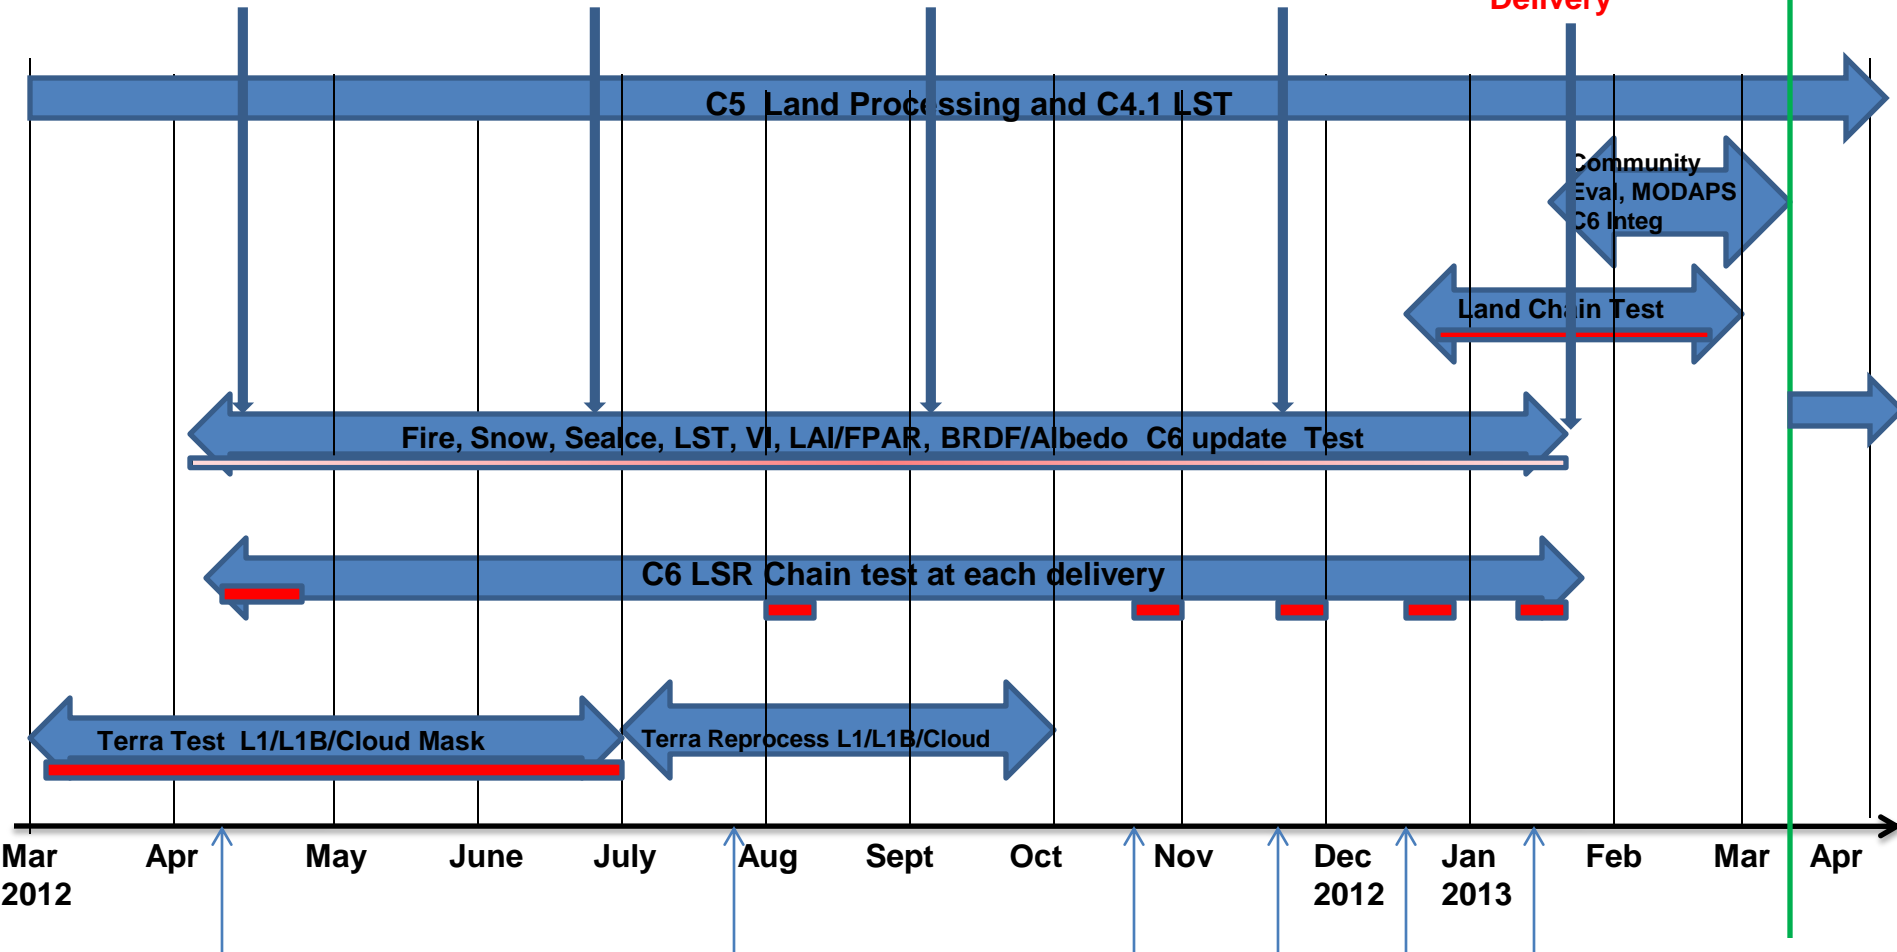 Delivery
C5 Land Processing and C4.1 LST
Community
Eval, MODAPS
C6 Integ
Land Chain Test
Fire, Snow, SeaIce, LST, VI, LAI/FPAR, BRDF/Albedo C6 update Test
C6 LSR Chain test at each delivery
Terra Test L1/L1B/Cloud Mask
Terra Reprocess L1/L1B/Cloud
Mar Apr May June July Aug Sept Oct Nov Dec Jan Feb Mar Apr
2012 2012 2013